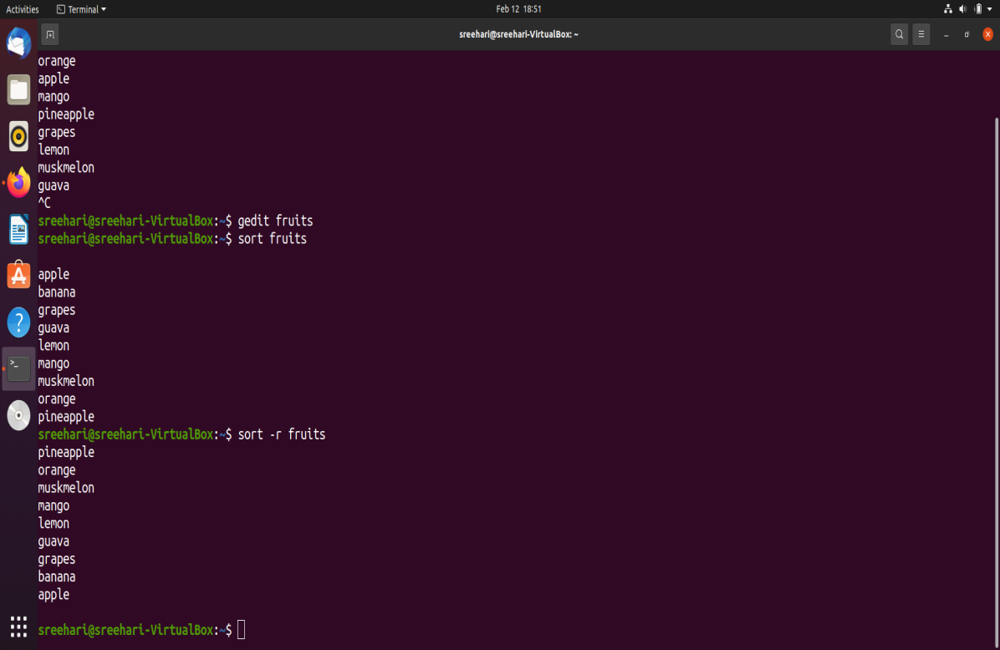 Activities Terminal Feb 12 18:51
sreehari@sreehari-VirtualBox: ~
orange
apple
mango
pineapple
grapes
lemon
muskmelon
guava
^C
sreehari@sreehari-VirtualBox:~$ gedit fruits
sreehari@sreehari-VirtualBox:~$ sort fruits
apple
banana
grapes
guava
lemon
mango
muskmelon
orange
pineapple
sreehari@sreehari-VirtualBox:~$ sort -r fruits
pineapple
orange
muskmelon
mango
lemon
guava
grapes
banana
apple
sreehari@sreehari-VirtualBox:~$